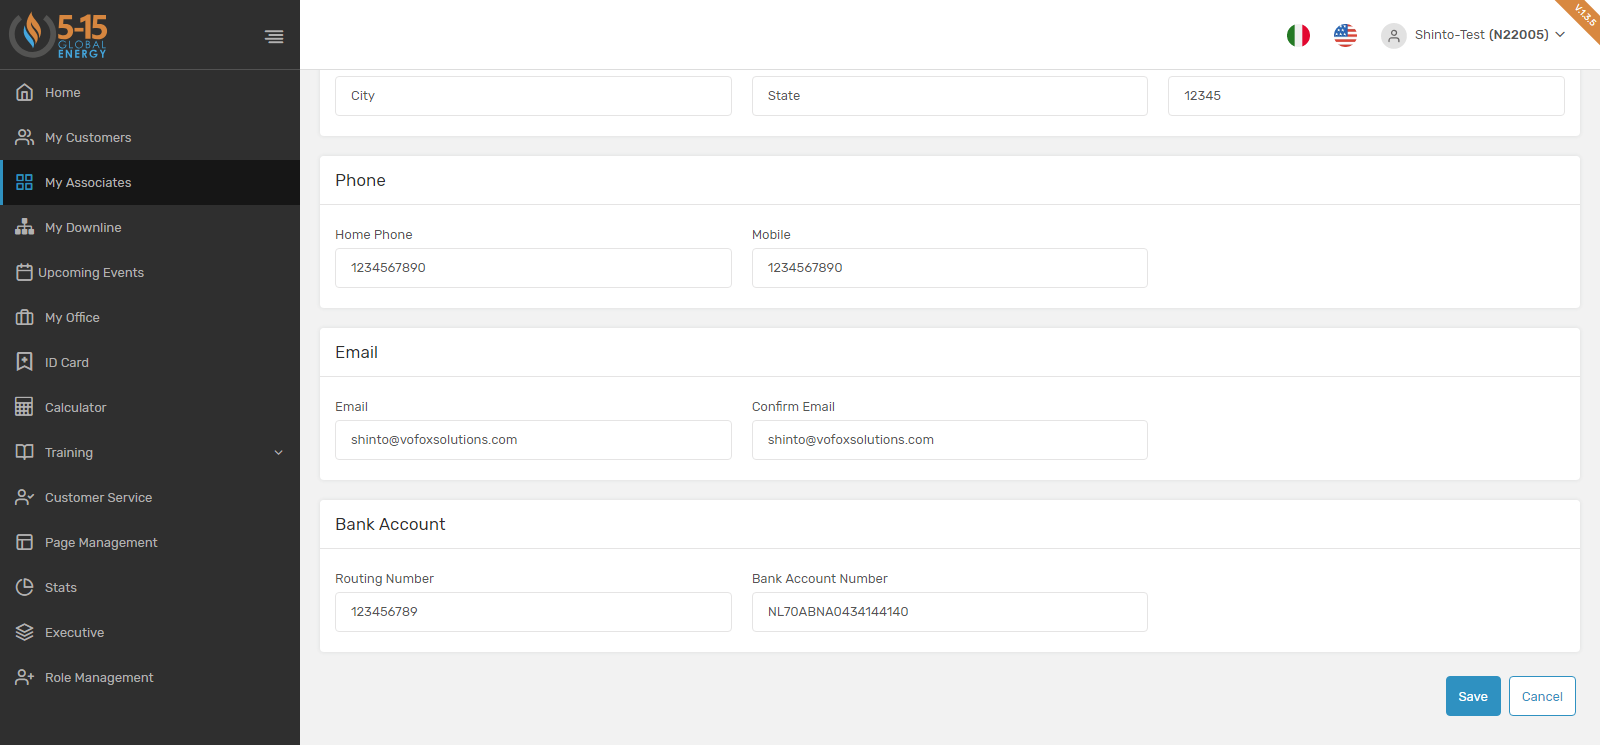 5-15
GLOBAL
ENERGY
Shinto-Test (N22005)
V.1.3.5
Home
My Customers
My Associates
My Downline
Upcoming Events
My Office
ID Card
Calculator
Training
Customer Service
Page Management
Stats
Executive
Role Management
City
State
12345
Phone
Home Phone
Mobile
1234567890
1234567890
Email
Email
Confirm Email
shinto@vofoxsolutions.com
shinto@vofoxsolutions.com
Bank Account
Routing Number
Bank Account Number
123456789
NL70ABNA0434144140
Save
Cancel